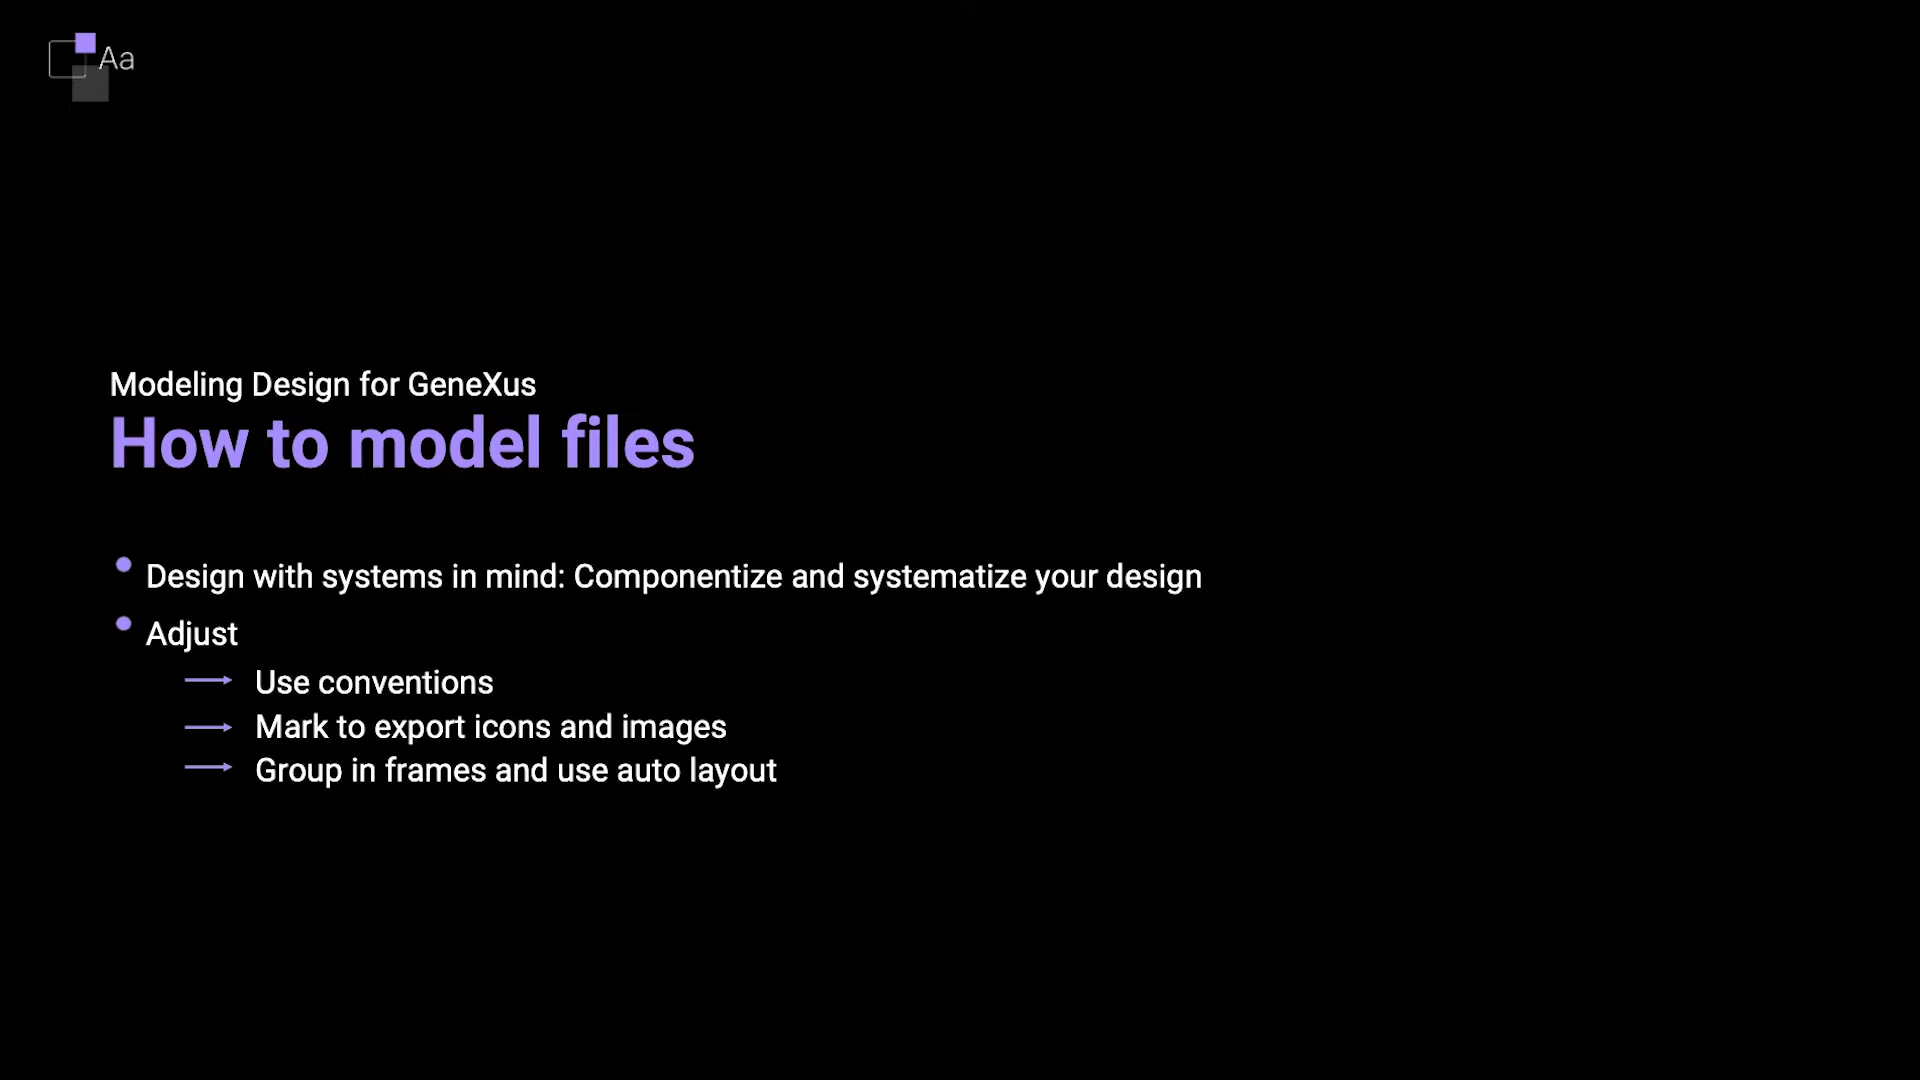 Aa
Modeling Design for GeneXus
How to model files
Design with systems in mind: Componentize and systematize your design
Adjust
Use conventions
Mark to export icons and images
Group in frames and use auto layout